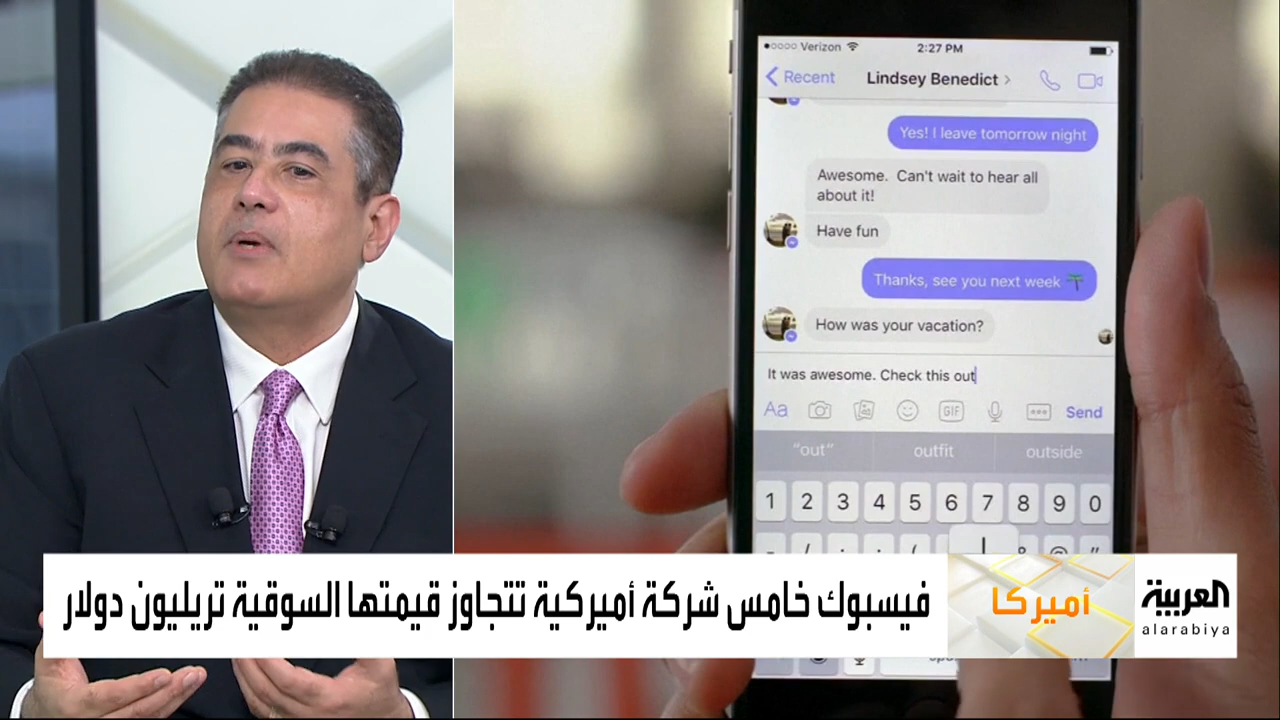 Verizon
2:27 PM
Recent
Lindsey Benedict
Yes! I leave tomorrow night
Awesome. Can't wait to hear all
about it!
Have fun
Thanks, see you next week
How was your vacation?
It was awesome. Check this out
Aa
GIF
Send
"out" outfit outside
1 2 3 4 5 6 7 8 9 0
فيسبوك خامس شركة أميركية تتجاوز قيمتها السوقية تريليون دولار
أميركا
العربية
alarabiya